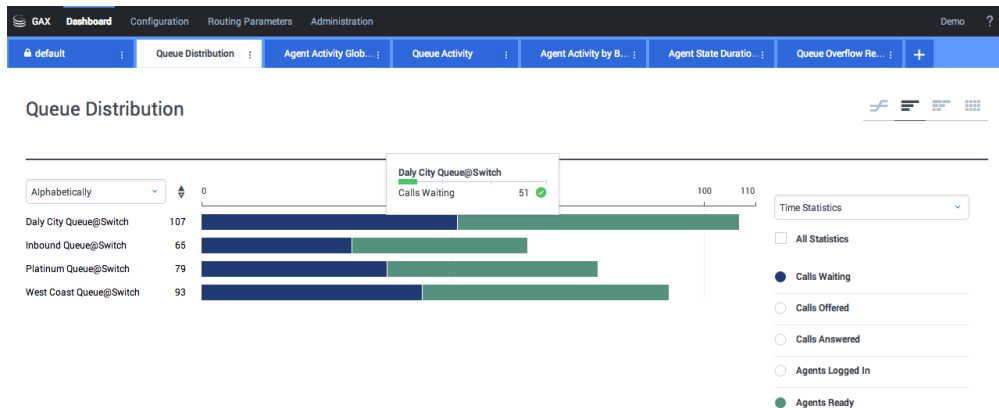 GAX Dashboard Configuration Routing Parameters Administration Demo ?
default Queue Distribution Agent Activity Glob... Queue Activity Agent Activity by B... Agent State Duratio... Queue Overflow Re... +
Queue Distribution
Daly City Queue@Switch
Calls Waiting 51
Alphabetically 0 100 110
Daly City Queue@Switch 107
Inbound Queue@Switch 65
Platinum Queue@Switch 79
West Coast Queue@Switch 93
Time Statistics
All Statistics
Calls Waiting
Calls Offered
Calls Answered
Agents Logged In
Agents Ready